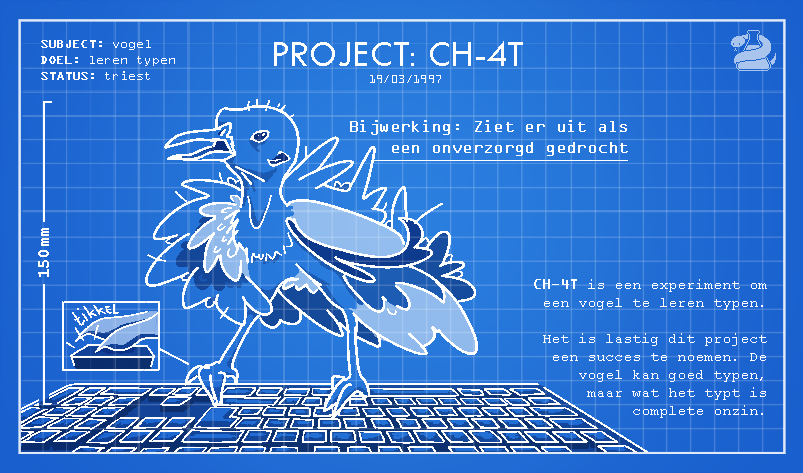 SUBJECT: vogel
DOEL: leren typen
STATUS: triest
PROJECT: CH-4T
19/03/1997
Bijwerking: Ziet er uit als
een onverzorgd gedrocht
150mm
tikkel
CH-4T is een experiment om
een vogel te leren typen.
Het is lastig dit project
een succes te noemen. De
vogel kan goed typen,
maar wat het typt is
complete onzin.